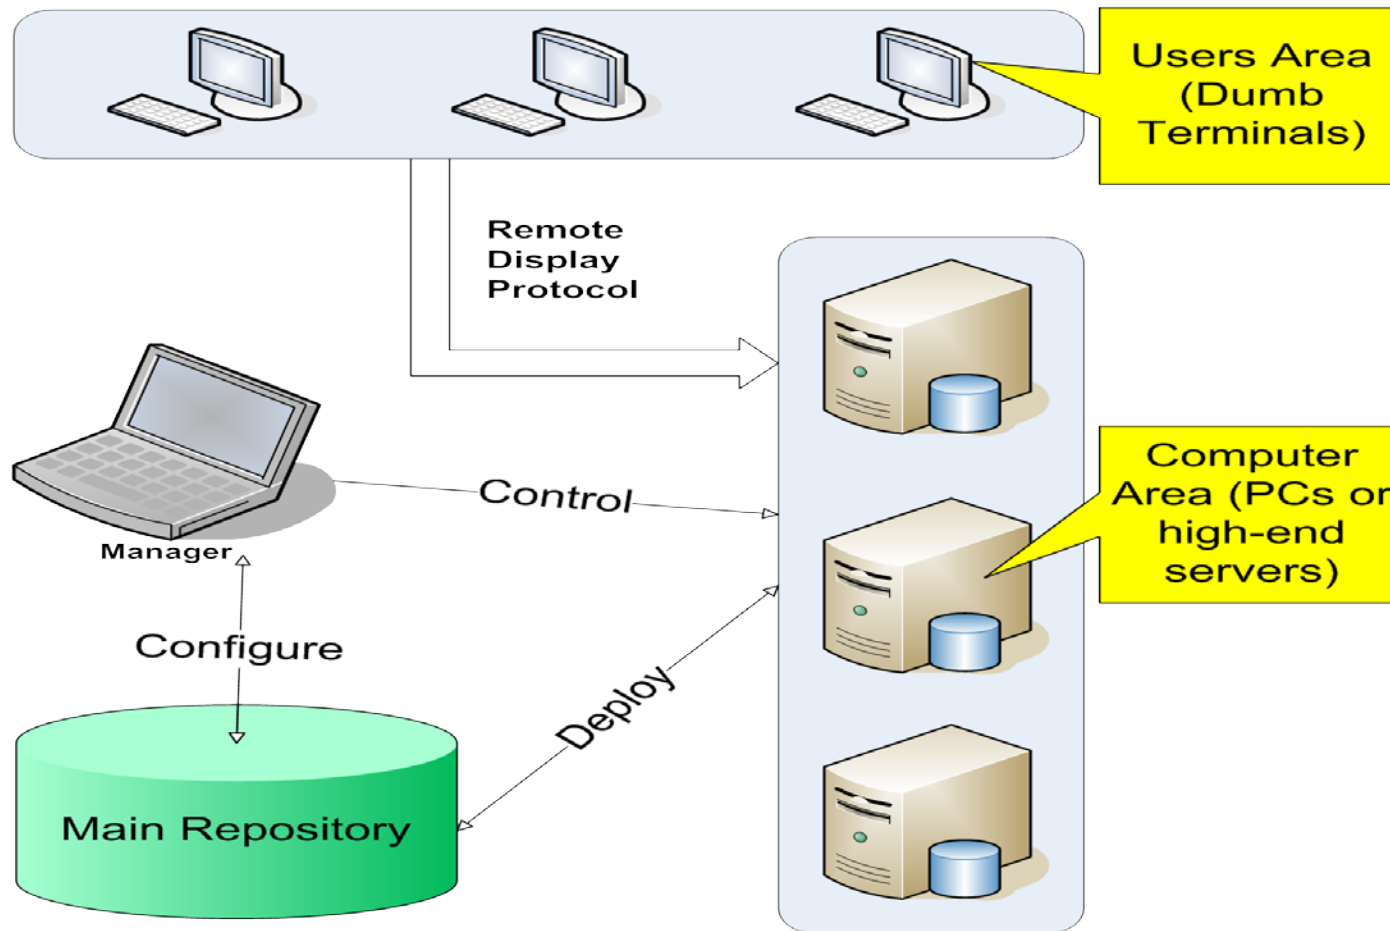 Users Area
(Dumb
Terminals)
Remote
Display
Protocol
Computer
Area (PCs or
high-end
servers)
Control
Manager
Configure
Deploy
Main Repository